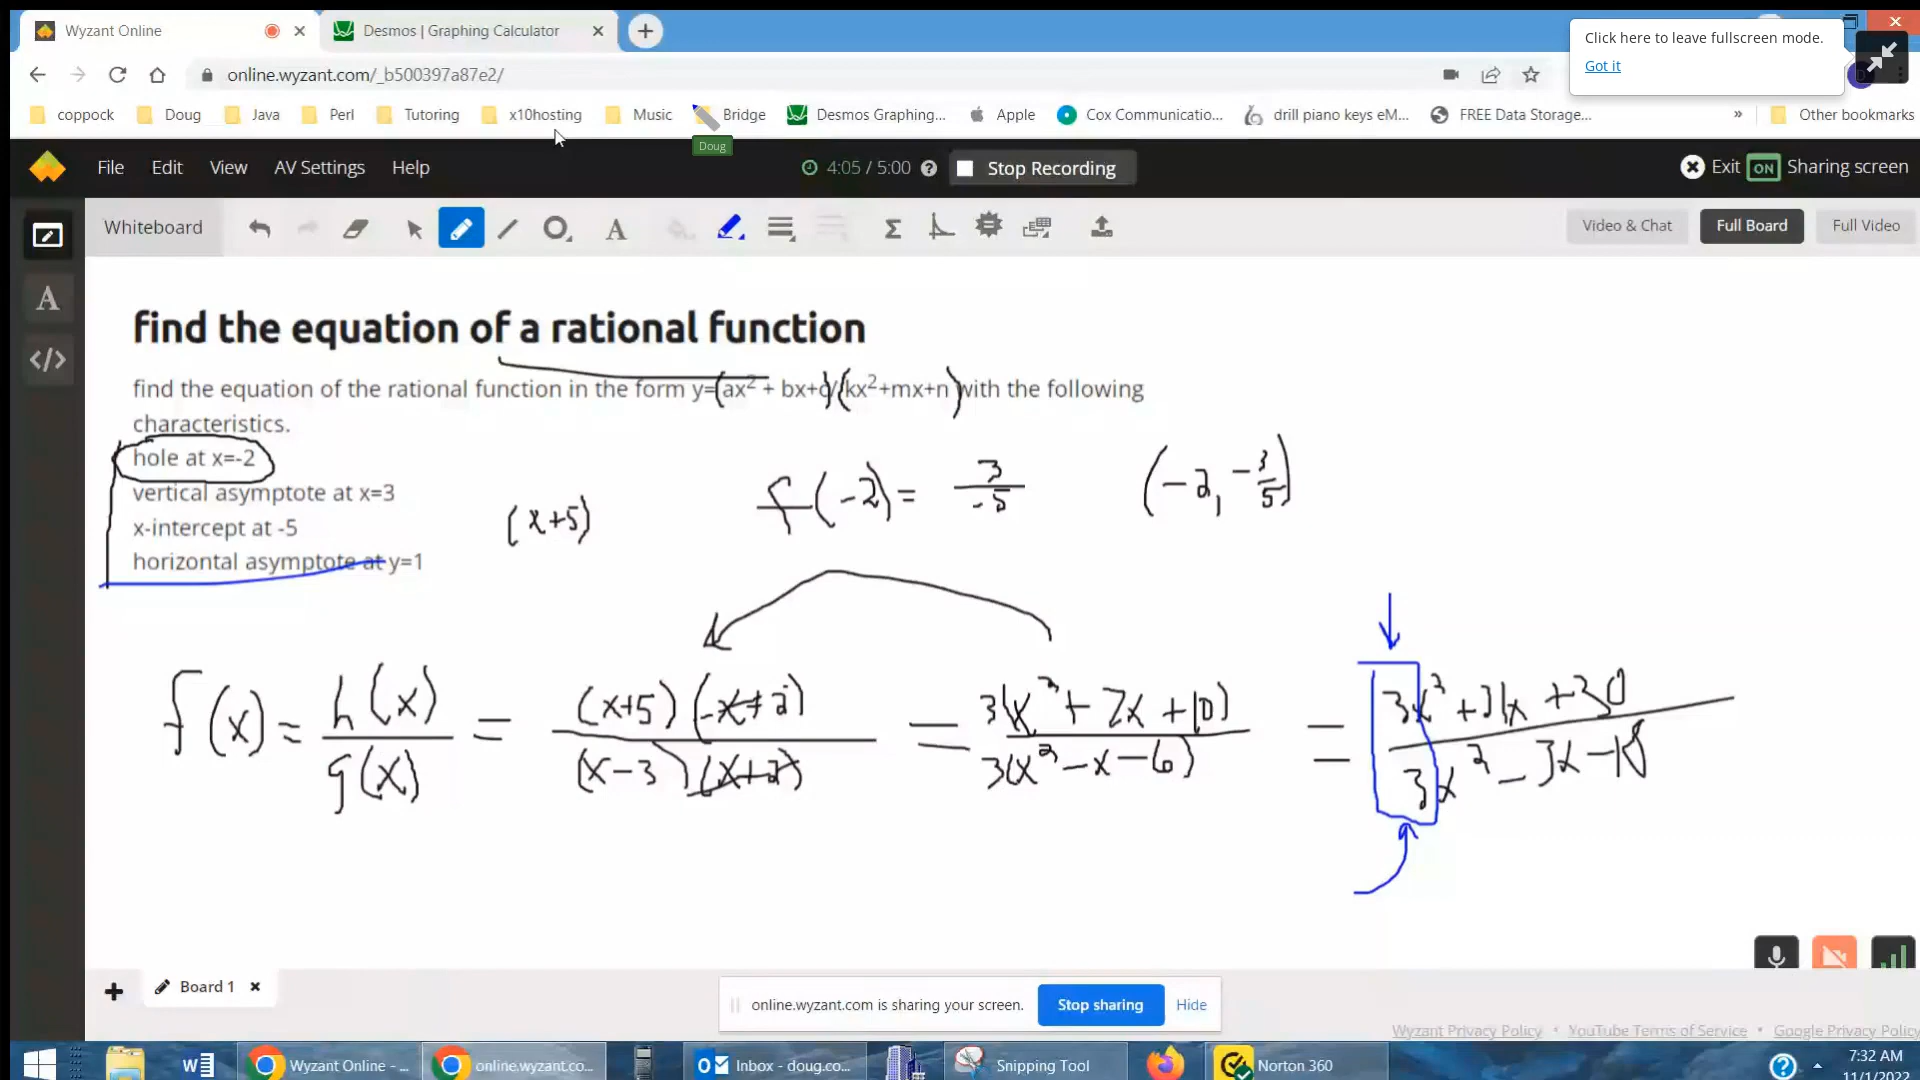 Wyzant Online
Desmos | Graphing Calculator
Click here to leave fullscreen mode.
Got it
online.wyzant.com/_b500397a87e2/
coppock Doug Java Perl Tutoring x10hosting Music Bridge Desmos Graphing... Apple Cox Communicatio... drill piano keys eM... FREE Data Storage... » Other bookmarks
Doug
File Edit View AV Settings Help 4:05 / 5:00 Stop Recording Exit ON Sharing screen
Whiteboard Video & Chat Full Board Full Video
find the equation of a rational function
find the equation of the rational function in the form y=(ax² + bx+c)/(kx²+mx+n) with the following
characteristics.
hole at x=-2
vertical asymptote at x=3
x-intercept at -5
horizontal asymptote at y=1
(x+5)
f(-2) = 3/-5
(-2, -3/5)
f(x) = h(x)/g(x) = (x+5)(x+2)/(x-3)(x+2) = 3(x²+7x+10)/3(x²-x-6) = 3x²+31x+30/3x²-3x-18
Board 1
online.wyzant.com is sharing your screen. Stop sharing Hide
Wyzant Privacy Policy • YouTube Terms of Service • Google Privacy Policy
Wyzant Online - ... online.wyzant.co... Inbox - doug.co... Snipping Tool Norton 360 7:32 AM
11/1/2022